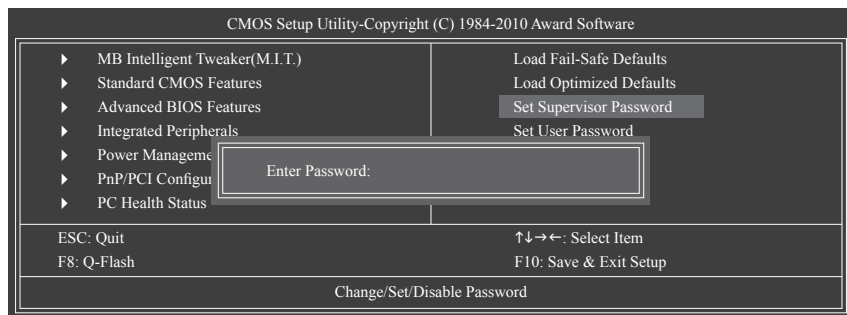 CMOS Setup Utility-Copyright (C) 1984-2010 Award Software
MB Intelligent Tweaker(M.I.T.)
Standard CMOS Features
Advanced BIOS Features
Integrated Peripherals
Power Manageme
PnP/PCI Configur
PC Health Status
Load Fail-Safe Defaults
Load Optimized Defaults
Set Supervisor Password
Set User Password
Enter Password:
ESC: Quit
↑↓→←: Select Item
F8: Q-Flash
F10: Save & Exit Setup
Change/Set/Disable Password